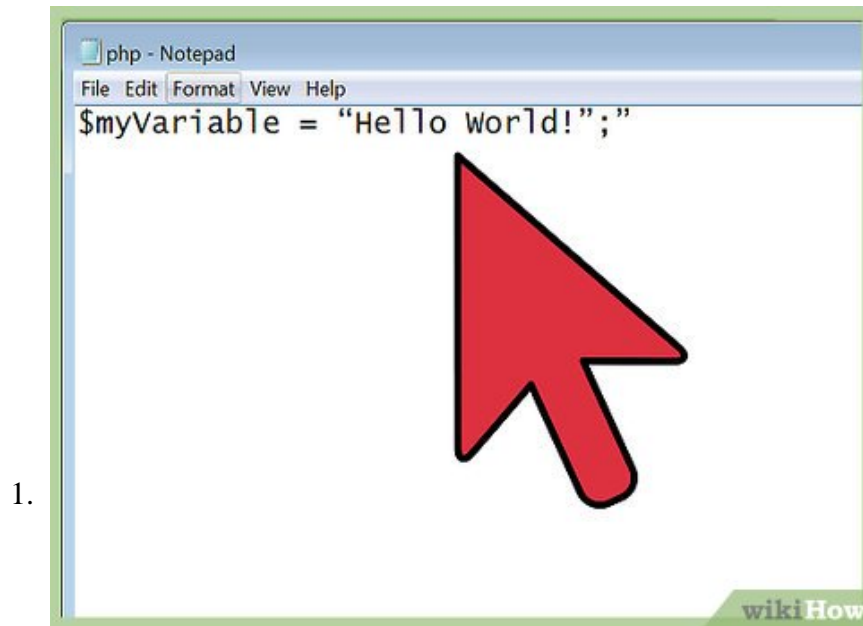 php - Notepad
File Edit Format View Help
$myVariable = “Hello World!”;”
1.
wikiHow